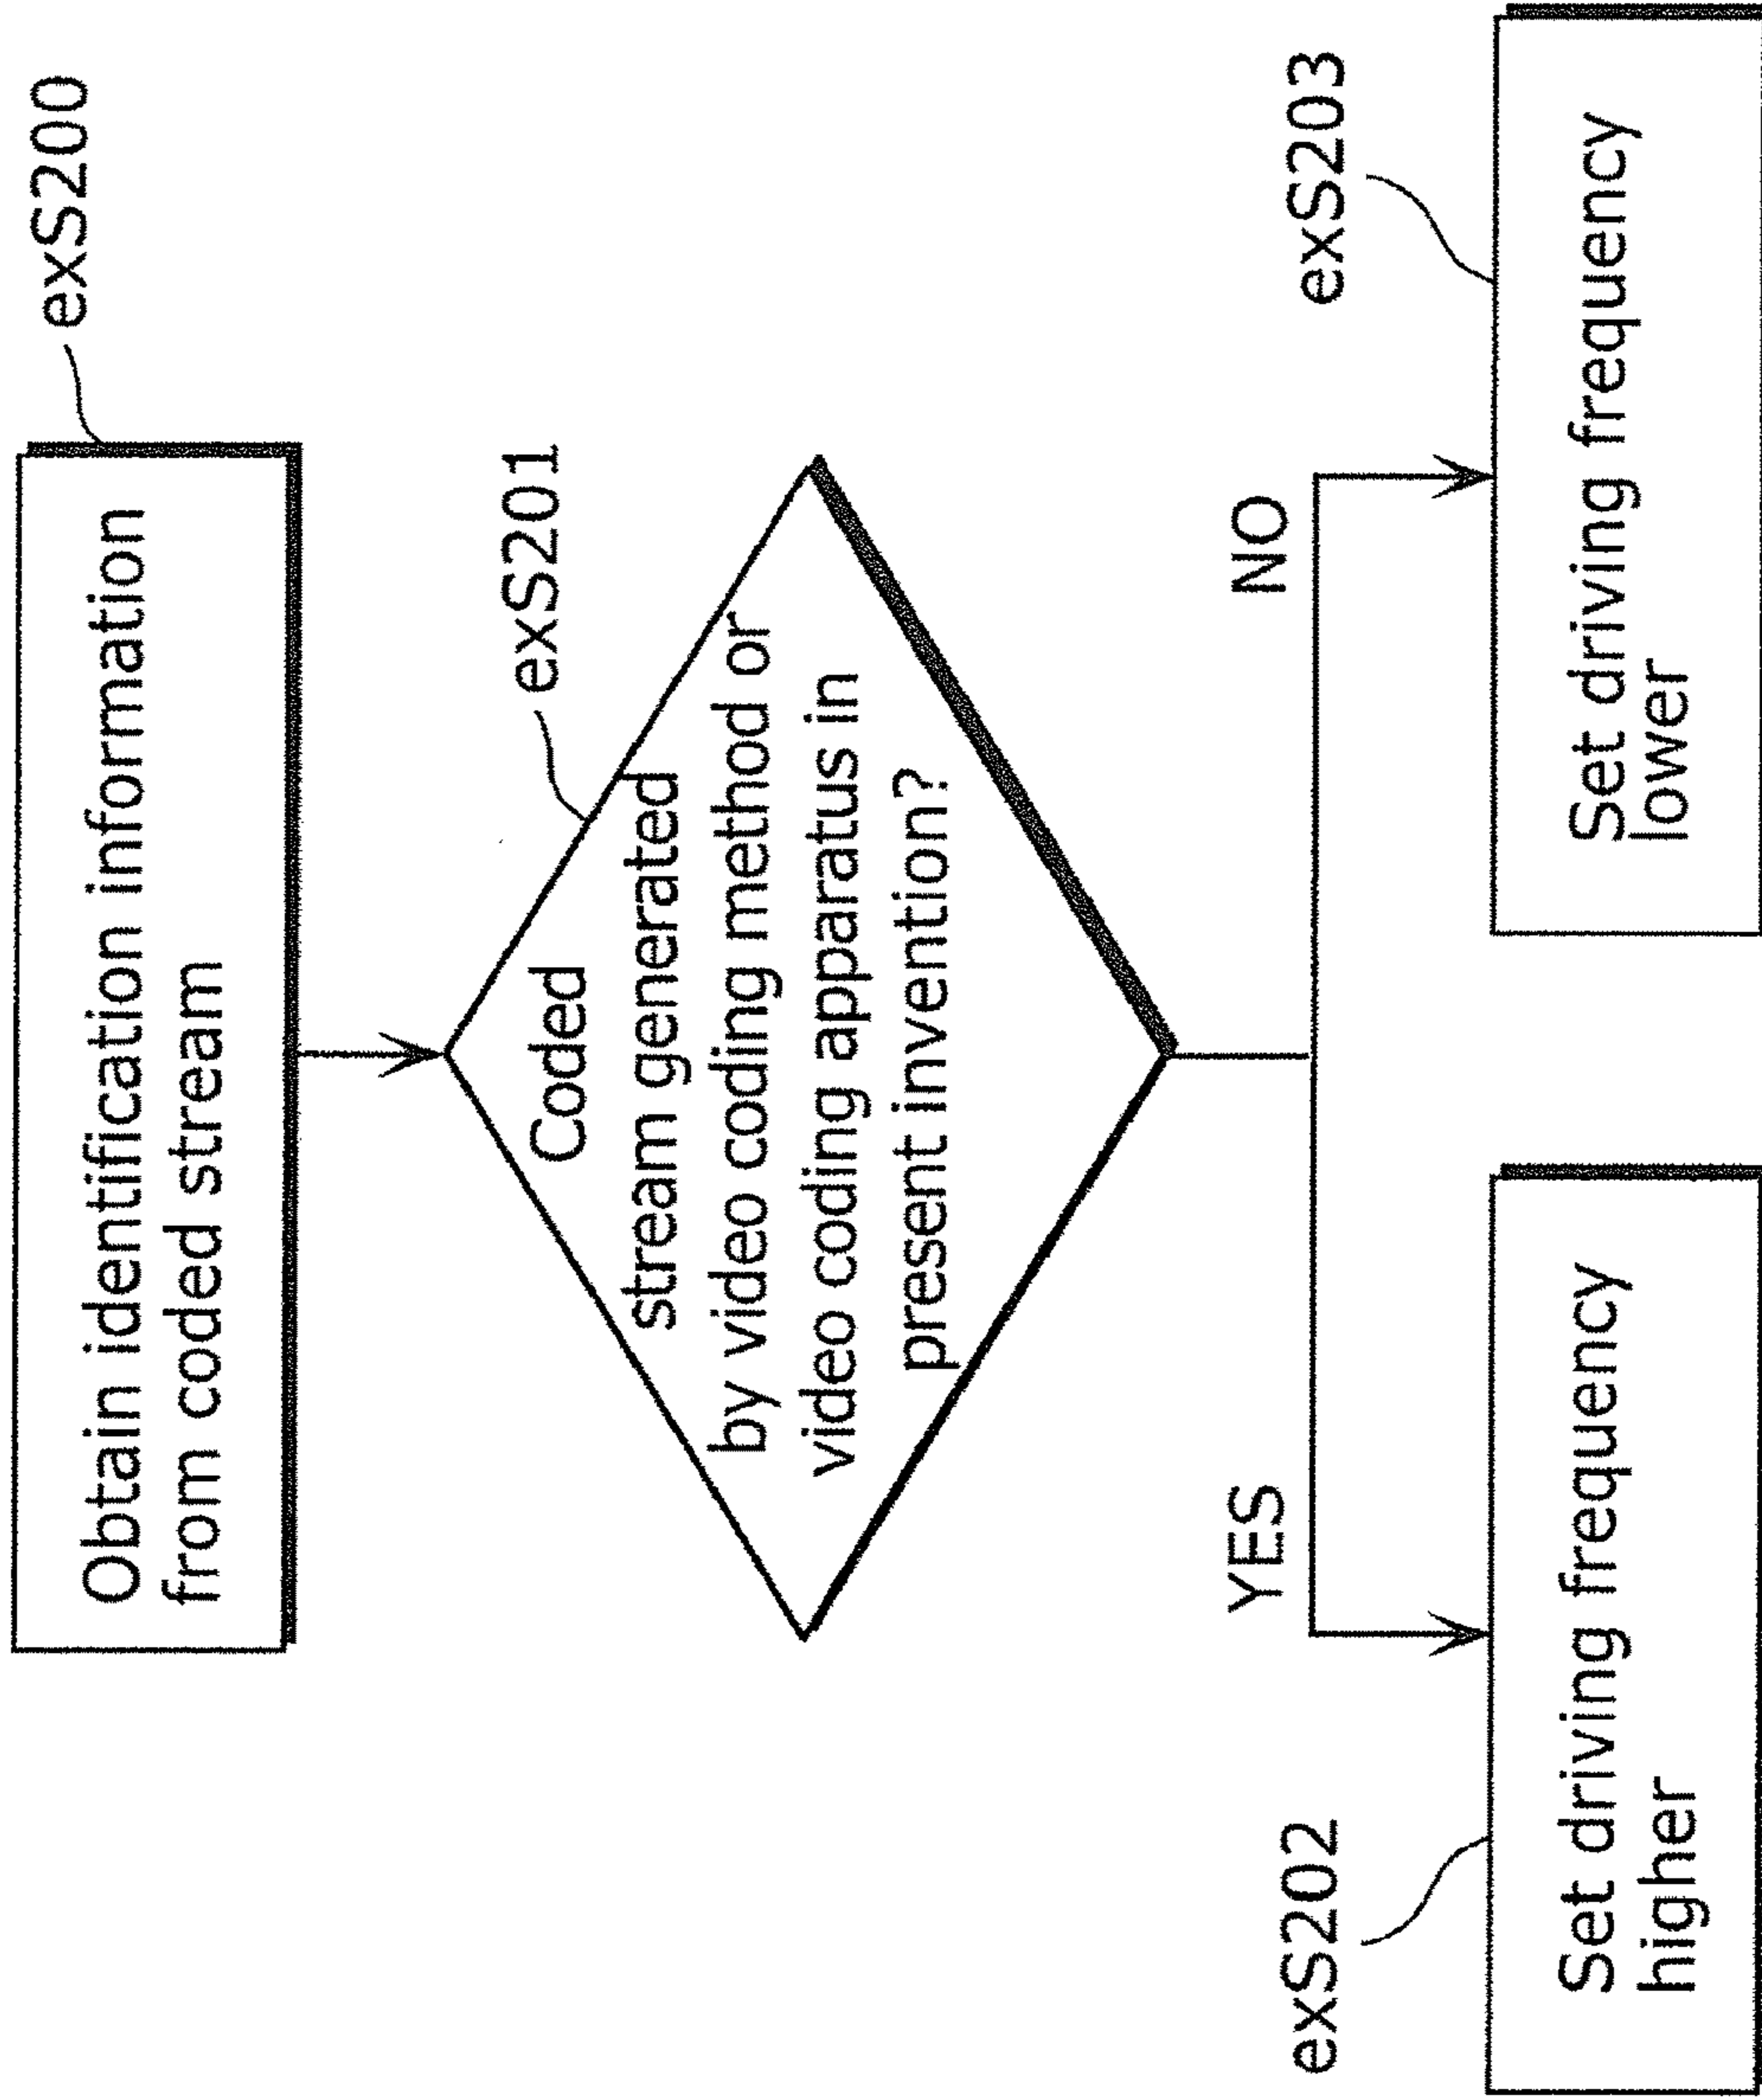 exS200
Obtain identification information
from coded stream
exS201
Coded
stream generated
by video coding method or
video coding apparatus in
present invention?
YES
NO
exS202
Set driving frequency
higher
exS203
Set driving frequency
lower